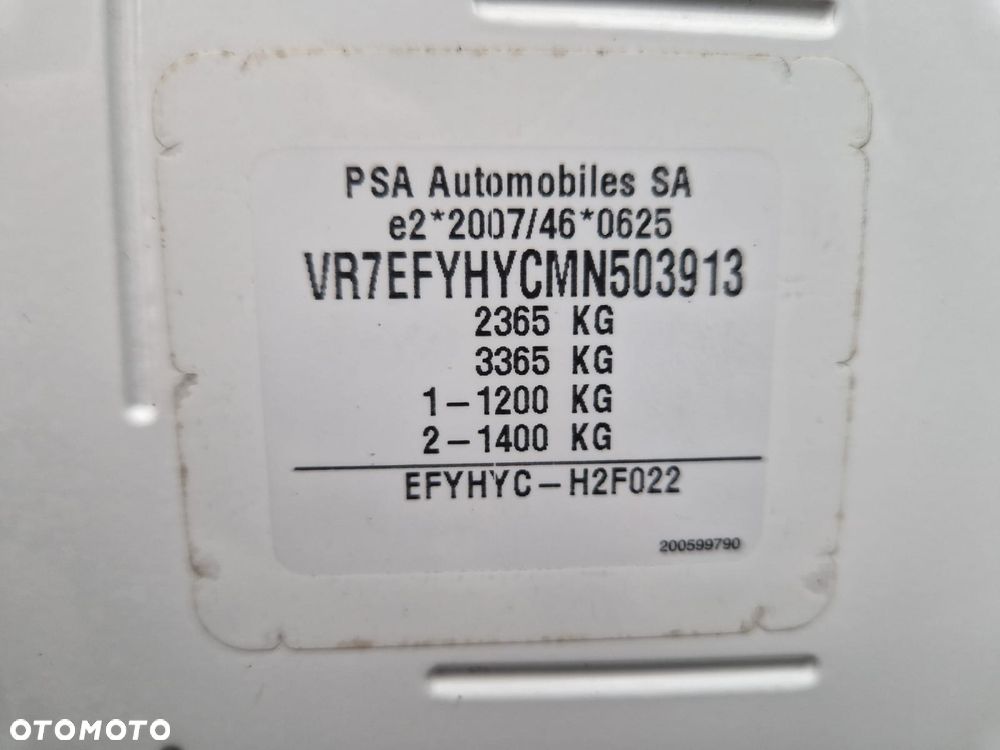 PSA Automobiles SA
e2*2007/46*0625
VR7EFYHYCMN503913
2365 KG
3365 KG
1-1200 KG
2-1400 KG
EFYHYC-H2F022
200599790
OTOMOTO